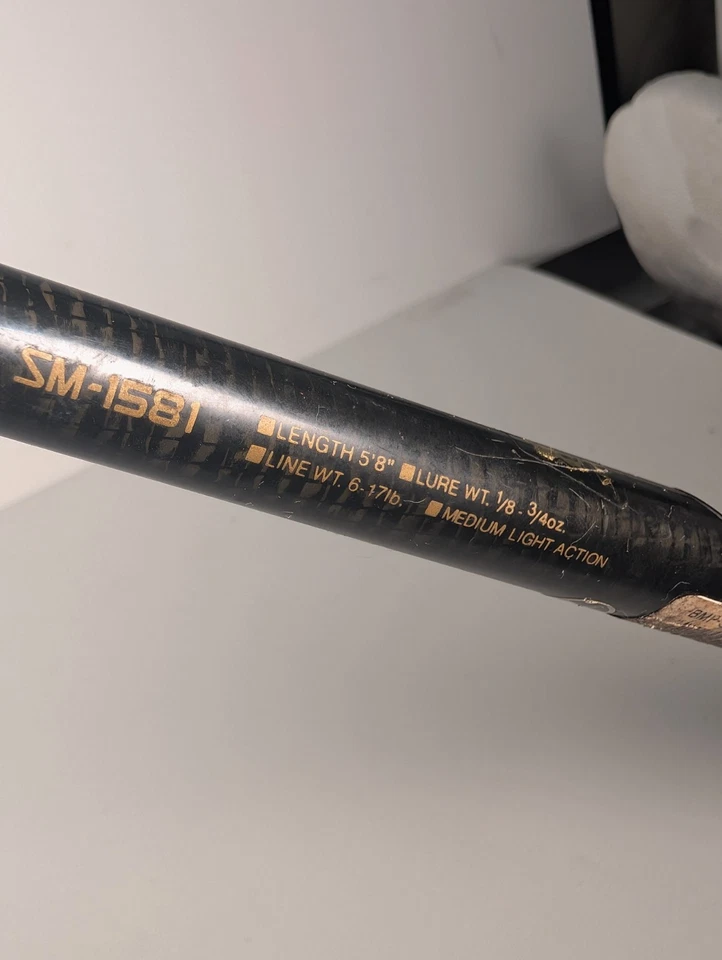 SM-1581
■ LENGTH 5'8" ■ LURE WT. 1/8 - 3/4oz.
■ LINE WT. 6-17lb. ■ MEDIUM LIGHT ACTION